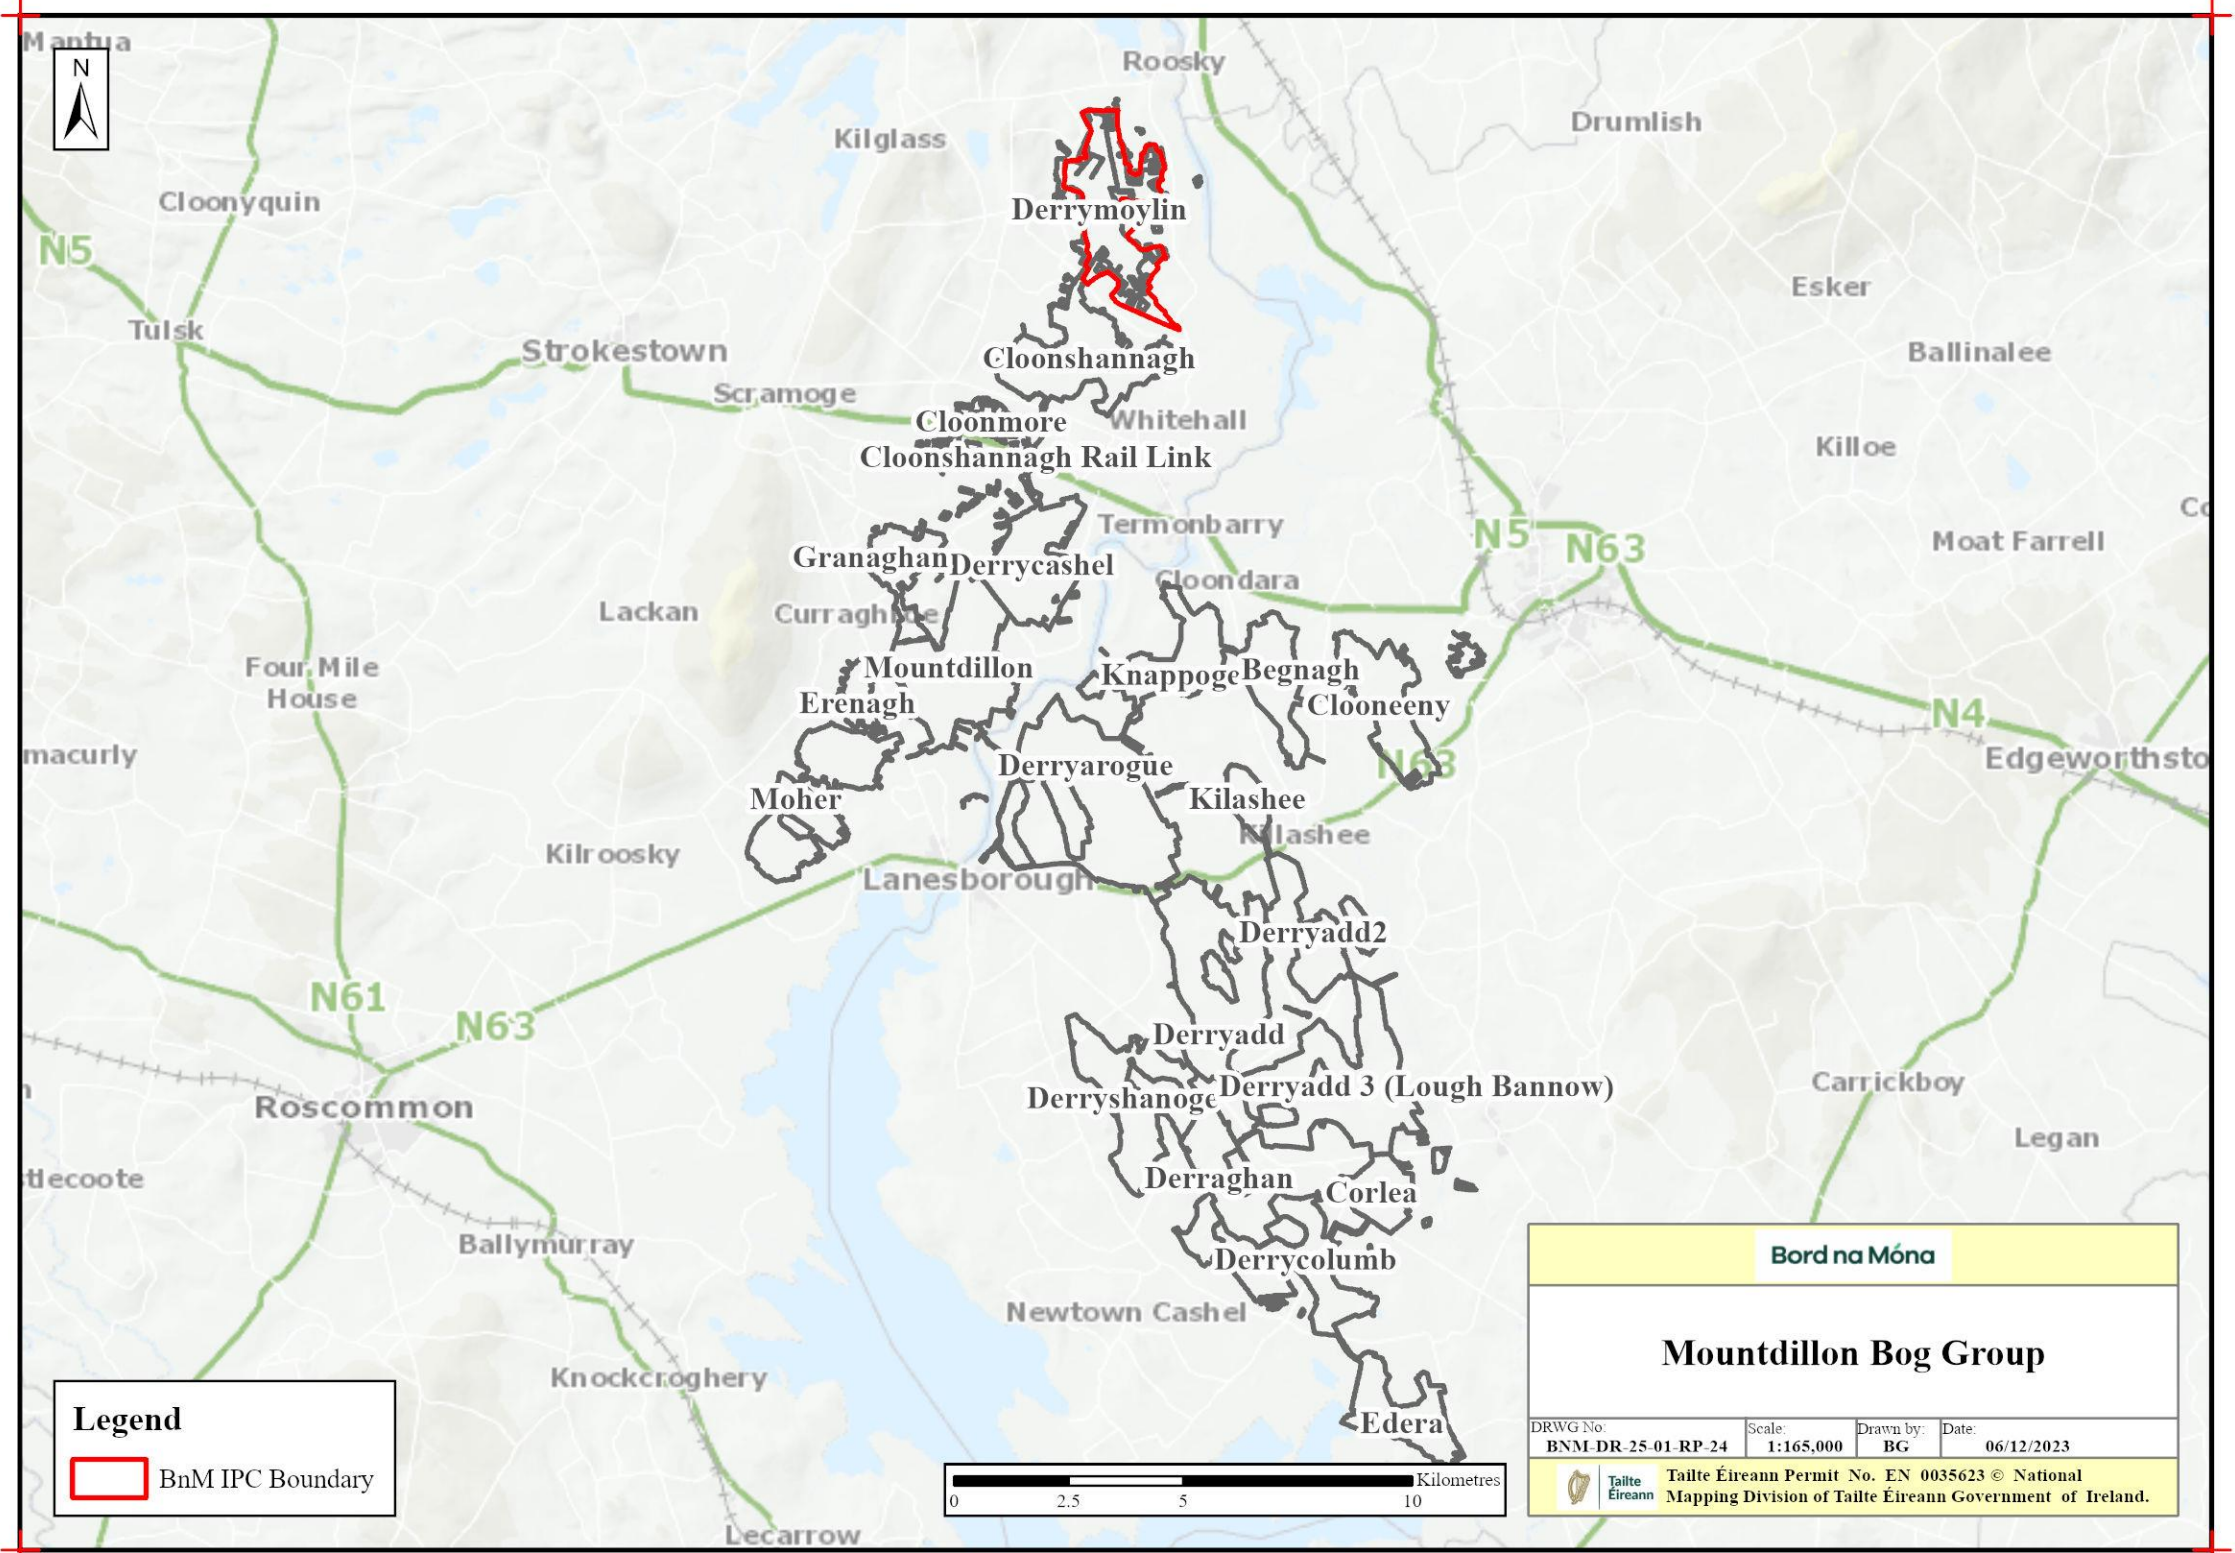 Mantua
Roosky
N
Drumlish
Kilglass
Cloonyquin
Derrymoylin
N5
Esker
Tulsk
Strokestown
Ballinalee
Cloonshannagh
Scramoge
Cloonmore
Whitehall
Killoe
Cloonshannagh Rail Link
Co
Termonbarry
N5
N63
Moat Farrell
Granaghan
Derrycashel
Cloondara
Lackan
Four Mile
House
Mountdillon
Knappoge
Begnagh
Erenagh
Clooneeny
N4
macurly
Derryarogue
N63
Edgeworthsto
Moher
Kilashee
Killashee
Kilroosky
Lanesborough
Derryadd2
N61
N63
Derryadd
Derryshanoge
Derryadd 3 (Lough Bannow)
Carrickboy
Roscommon
Legan
stlecoote
Derraghan
Corlea
Ballymurray
Derrycolumb
Newtown Cashel
Knockcroghery
Edera
Lecarrow
Legend
BnM IPC Boundary
Kilometres
0 2.5 5 10
Bord na Móna
Mountdillon Bog Group
DRWG No: Scale: Drawn by: Date:
BNM-DR-25-01-RP-24 1:165,000 BG 06/12/2023
Tailte
Éireann
Tailte Éireann Permit No. EN 0035623 © National
Mapping Division of Tailte Éireann Government of Ireland.